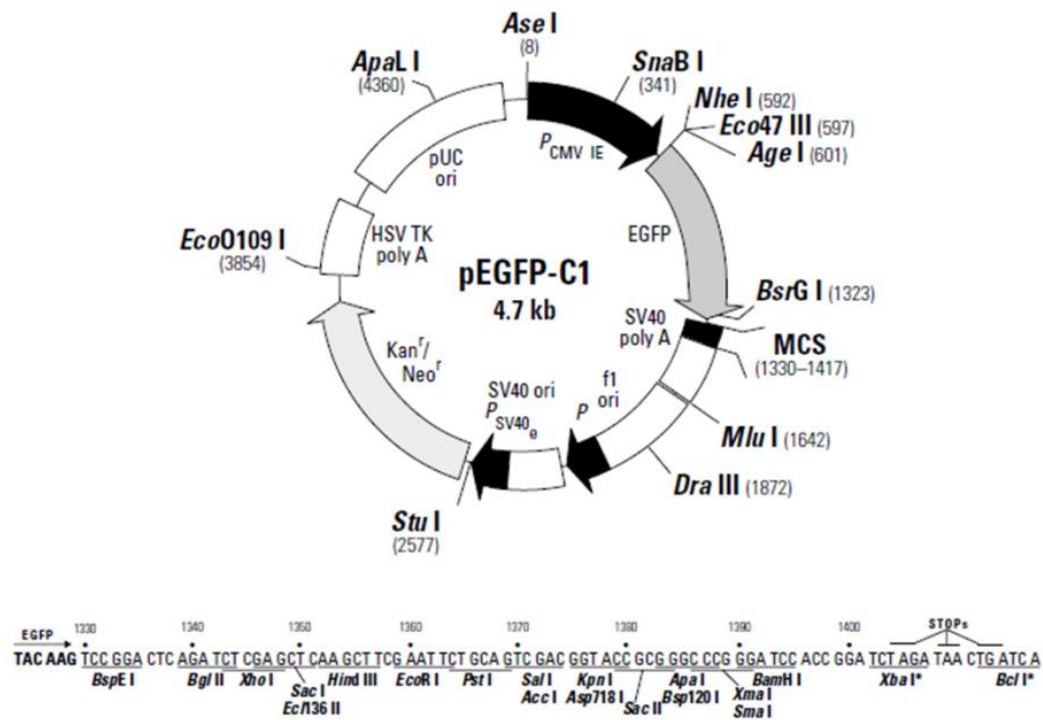 Ase I
(8)
SnaB I
(341)
Nhe I (592)
Eco47 III (597)
Age I (601)
ApaL I
(4360)
P CMV IE
pUC
ori
EGFP
HSV TK
poly A
EcoO109 I
(3854)
pEGFP-C1
4.7 kb
BsrG I (1323)
SV40
poly A
MCS
(1330–1417)
Kanr/
Neor
f1
ori
SV40 ori
P SV40e
P
Mlu I (1642)
Dra III (1872)
Stu I
(2577)
EGFP 1330 1340 1350 1360 1370 1380 1390 1400 STOPs
TAC AAG TCC GGA CTC AGA TCT CGA GCT CAA GCT TCG AAT TCT GCA GTC GAC GGT ACC GCG GGC CCG GGA TCC ACC GGA TCT AGA TAA CTG ATC A
BspE I Bgl II Xho I Hind III EcoR I Pst I Sal I Kpn I Apa I BamH I Xba I* Bcl I*
Sac I Acc I Asp718 I Bsp120 I Xma I
Ecl136 II Sac II Sma I